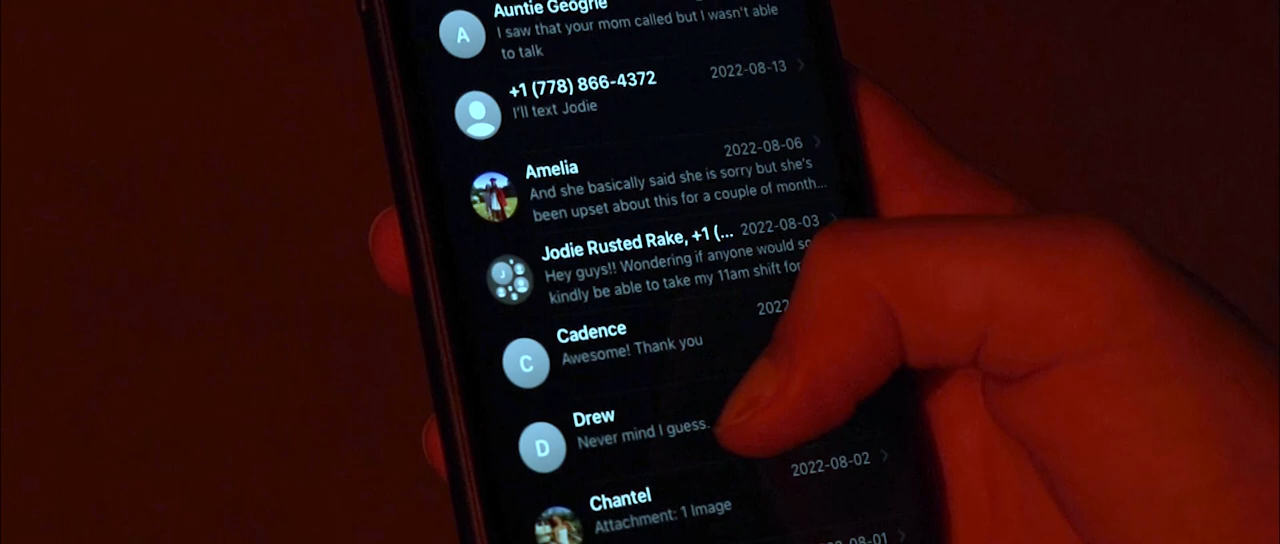 Auntie Geogrie
A
I saw that your mom called but I wasn't able
to talk
+1 (778) 866-4372
2022-08-13
I'll text Jodie
Amelia
2022-08-06
And she basically said she is sorry but she's
been upset about this for a couple of month...
Jodie Rusted Rake, +1 (...
2022-08-03
J
Hey guys!! Wondering if anyone would so
kindly be able to take my 11am shift for
Cadence
2022
C
Awesome! Thank you
Drew
D
Never mind I guess.
2022-08-02
Chantel
Attachment: 1 Image
08-01